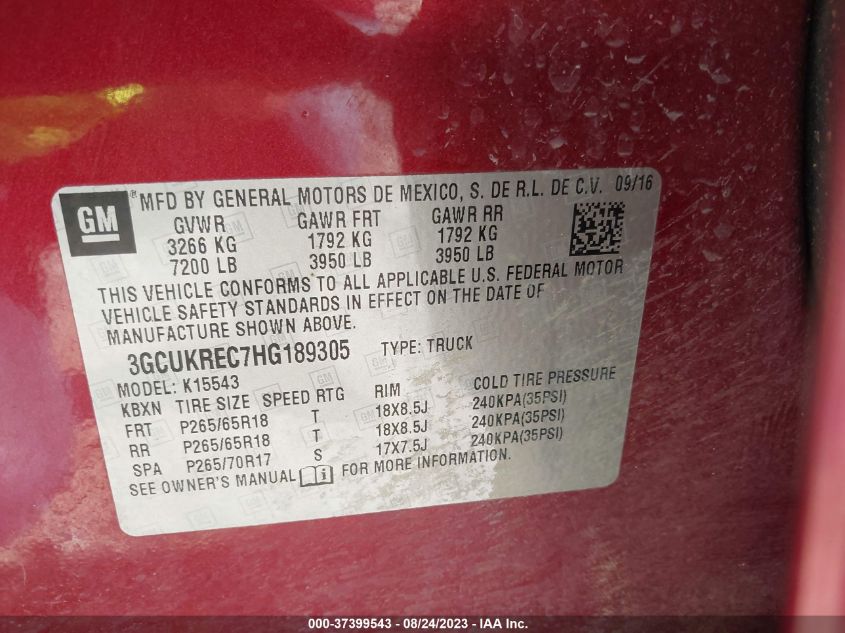 GM
® MFD BY GENERAL MOTORS DE MEXICO, S. DE R.L. DE C.V. 09/16
GVWR GAWR FRT GAWR RR
3266 KG 1792 KG 1792 KG
7200 LB 3950 LB 3950 LB
THIS VEHICLE CONFORMS TO ALL APPLICABLE U.S. FEDERAL MOTOR
VEHICLE SAFETY STANDARDS IN EFFECT ON THE DATE OF
MANUFACTURE SHOWN ABOVE.
3GCUKREC7HG189305 TYPE: TRUCK
MODEL: K15543
KBXN TIRE SIZE SPEED RTG RIM COLD TIRE PRESSURE
FRT P265/65R18 T 18X8.5J 240KPA(35PSI)
RR P265/65R18 T 18X8.5J 240KPA(35PSI)
SPA P265/70R17 S 17X7.5J 240KPA(35PSI)
SEE OWNER'S MANUAL FOR MORE INFORMATION.
000-37399543 - 08/24/2023 - IAA Inc.